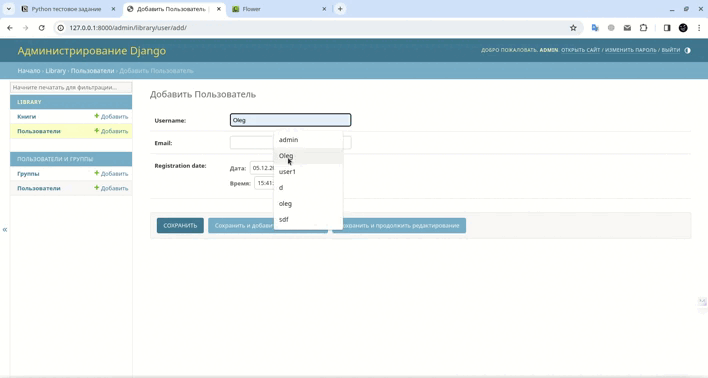 Python тестовое задание
Добавить Пользователь
Flower
127.0.0.1:8000/admin/library/user/add/
Администрирование Django
ДОБРО ПОЖАЛОВАТЬ, ADMIN. ОТКРЫТЬ САЙТ / ИЗМЕНИТЬ ПАРОЛЬ / ВЫЙТИ
Начало › Library › Пользователи › Добавить Пользователь
Начните печатать для фильтрации...
LIBRARY
Книги
Добавить
Пользователи
Добавить
ПОЛЬЗОВАТЕЛИ И ГРУППЫ
Группы
Добавить
Пользователи
Добавить
Добавить Пользователь
Username:
Oleg
Email:
Registration date:
Дата:
05.12.20
Время:
15:41:
admin
Oleg
user1
d
oleg
sdf
СОХРАНИТЬ
Сохранить и
продолжить редактирование